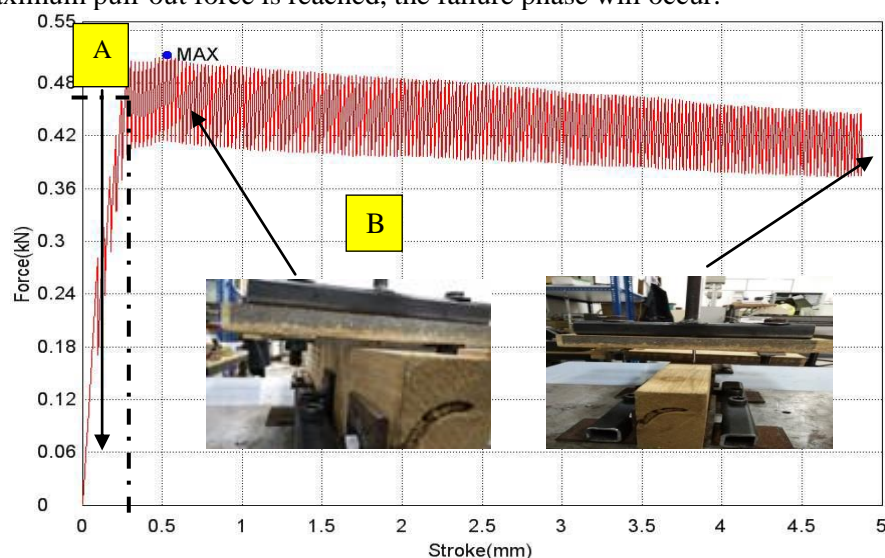 aximum pull-out force is reached, the failure phase will occur.
0.55
A
MAX
0.48
0.42
0.36
0.3
B
Force(kN)
0.24
0.18
0.12
0.06
0
0 0.5 1 1.5 2 2.5 3 3.5 4 4.5 5
Stroke(mm)